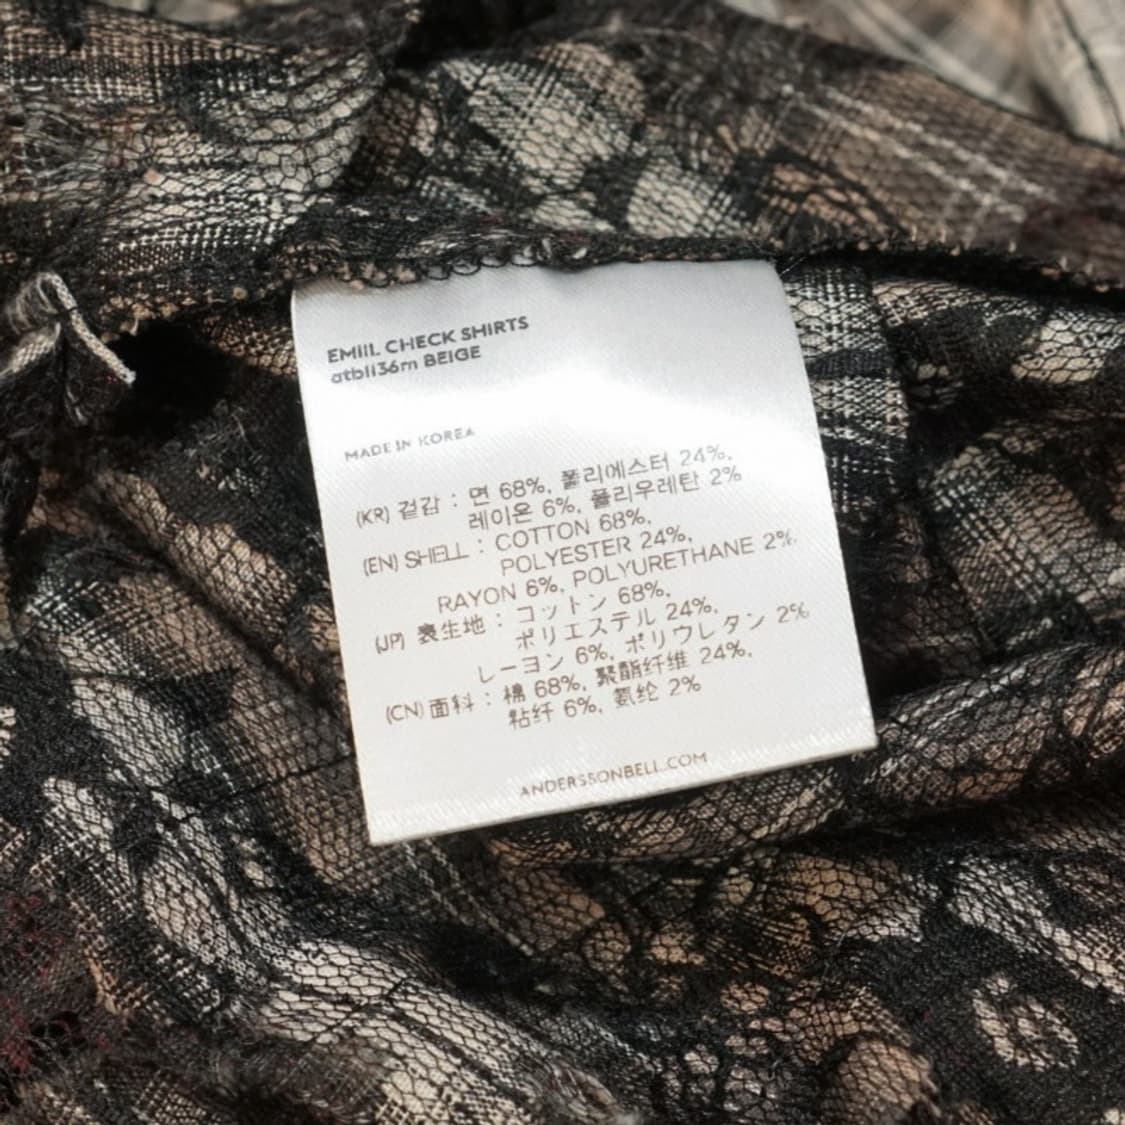 EMIIL CHECK SHIRTS
atb1136m BEIGE
MADE IN KOREA
(KR) 겉감 : 면 68%, 폴리에스터 24%,
레이온 6%, 폴리우레탄 2%
(EN) SHELL : COTTON 68%,
POLYESTER 24%,
RAYON 6%, POLYURETHANE 2%
(JP) 表生地 : コットン 68%,
ポリエステル 24%,
レーヨン 6%, ポリウレタン 2%
(CN) 面料 : 棉 68%, 聚酯纤维 24%,
粘纤 6%, 氨纶 2%
ANDERSSONBELL.COM